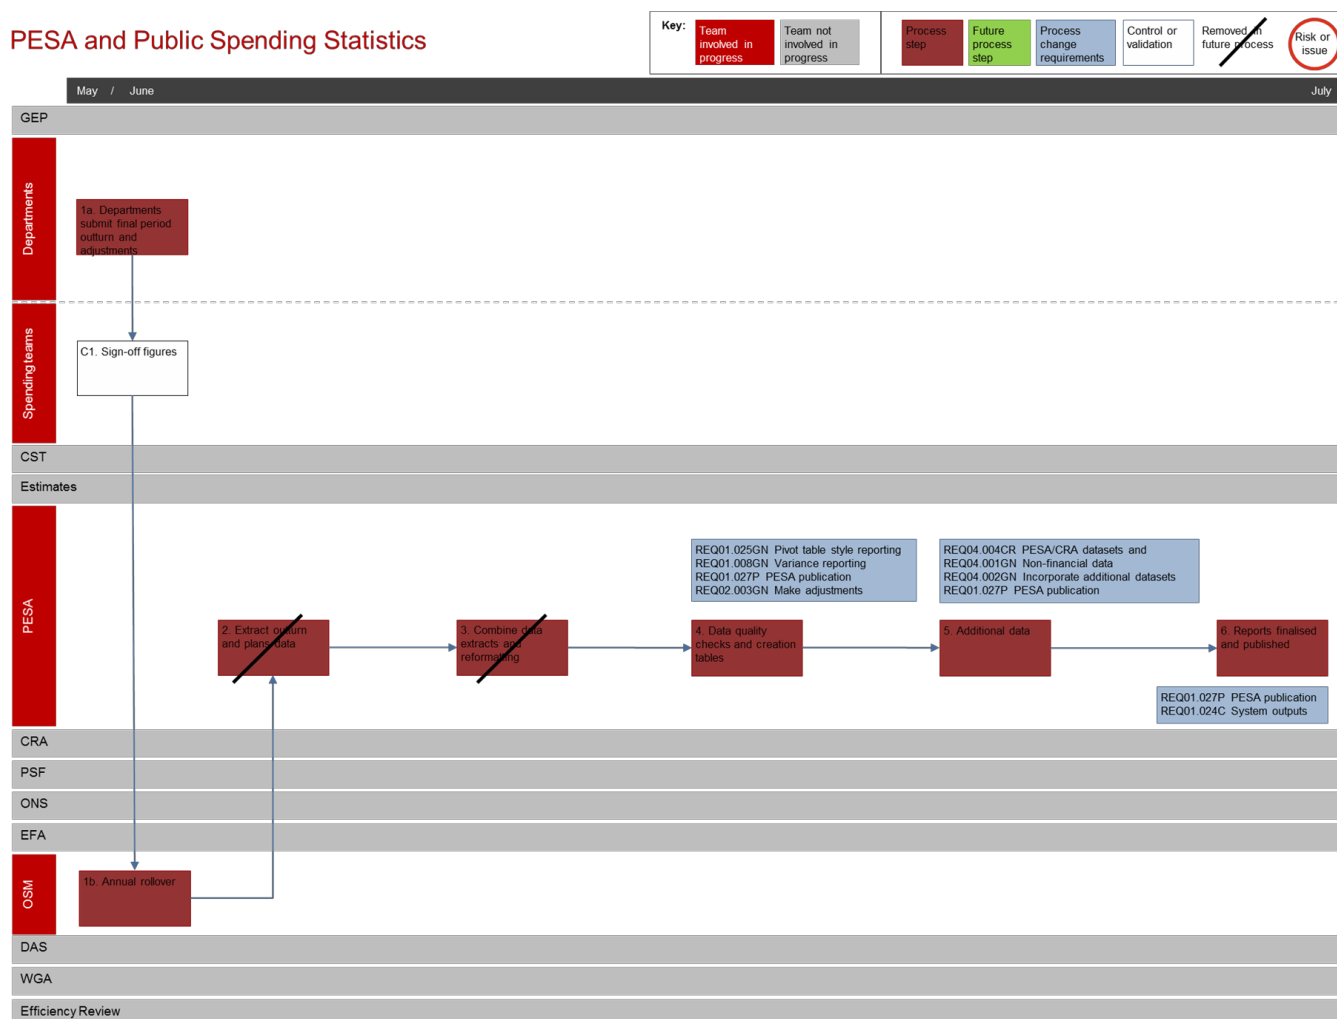 PESA and Public Spending Statistics
Key:
Team
involved in
progress
Team not
involved in
progress
Process
step
Future
process
step
Process
change
requirements
Control or
validation
Removed in
future process
Risk or
issue
May / June
July
GEP
Departments
1a. Departments
submit final period
outturn and
adjustments
Spending teams
C1. Sign-off figures
CST
Estimates
PESA
REQ01.025GN Pivot table style reporting
REQ01.008GN Variance reporting
REQ01.027P PESA publication
REQ02.003GN Make adjustments
REQ04.004CR PESA/CRA datasets and
REQ04.001GN Non-financial data
REQ04.002GN Incorporate additional datasets
REQ01.027P PESA publication
2. Extract outturn
and plans data
3. Combine data
extracts and
reformatting
4. Data quality
checks and creation
tables
5. Additional data
6. Reports finalised
and published
REQ01.027P PESA publication
REQ01.024C System outputs
CRA
PSF
ONS
EFA
OSM
1b. Annual rollover
DAS
WGA
Efficiency Review